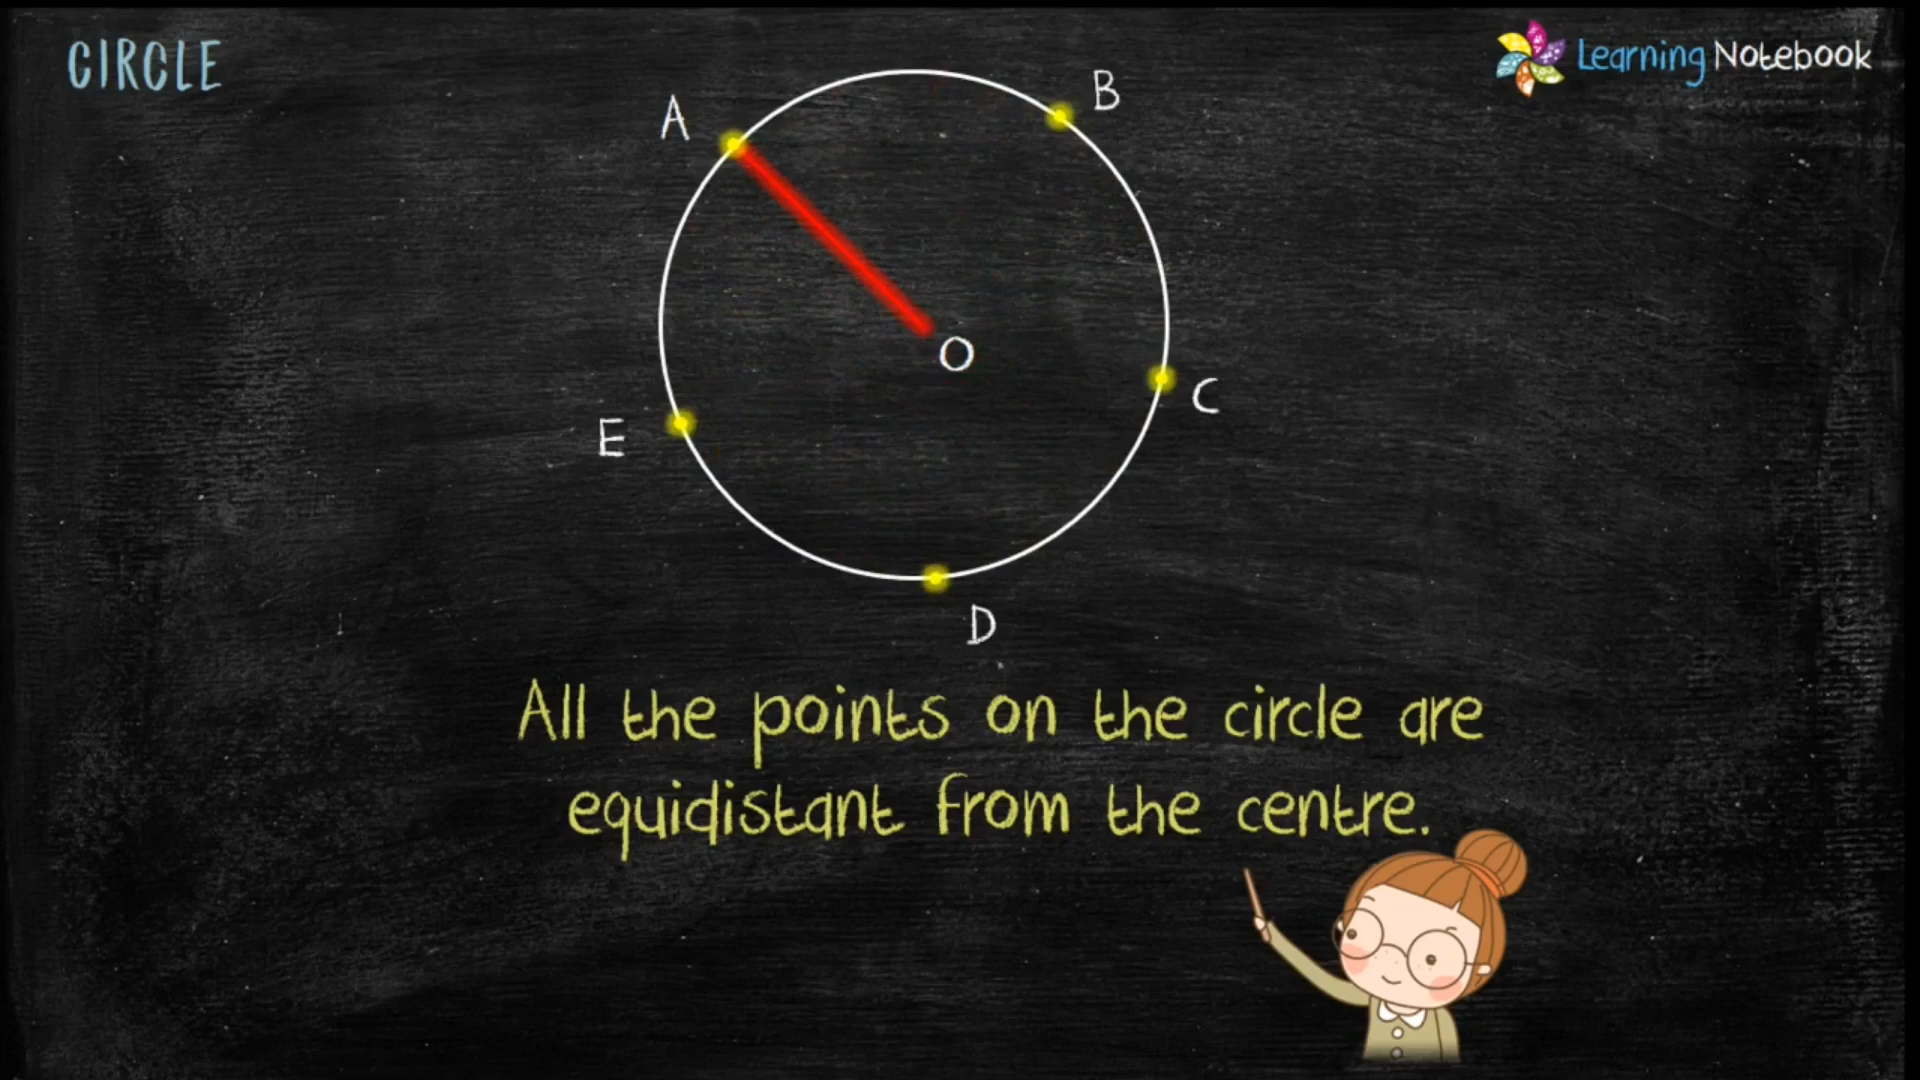 CIRCLE
Learning Notebook
A
B
O
C
E
D
All the points on the circle are
equidistant from the centre.